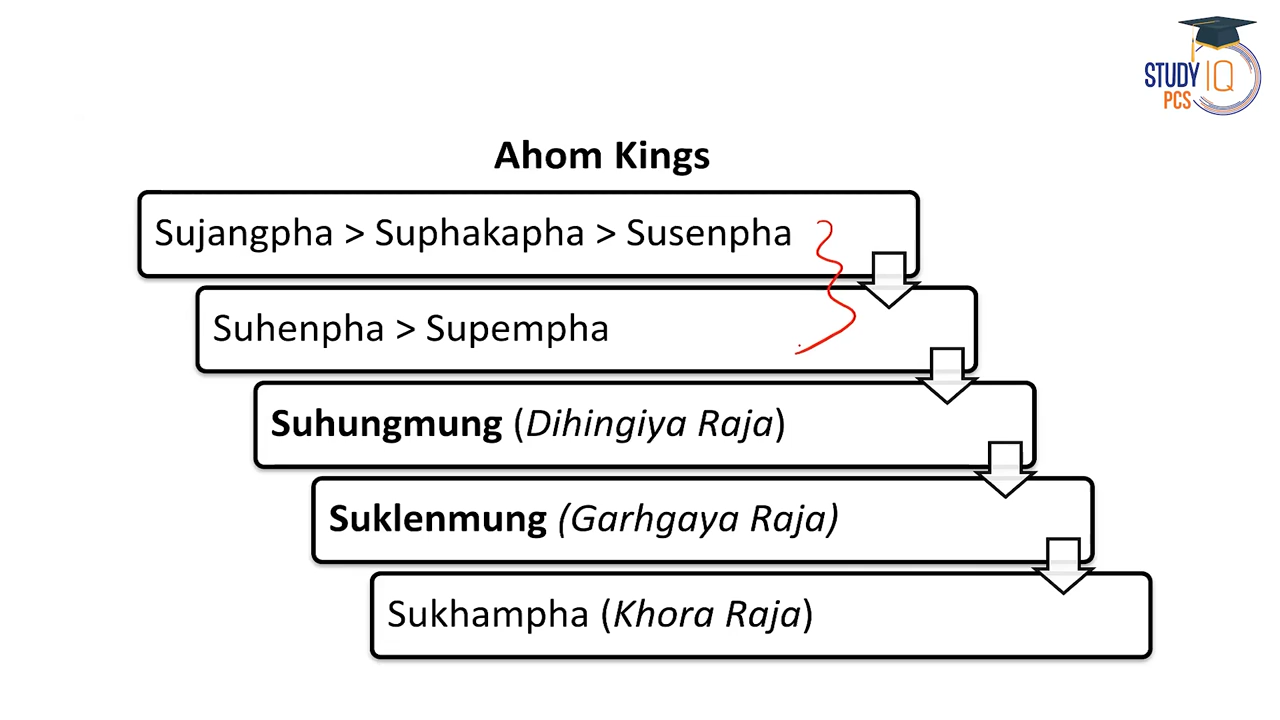 STUDY IQ
PCS
Ahom Kings
Sujangpha > Suphakapha > Susenpha
Suhenpha > Supempha
Suhungmung (Dihingiya Raja)
Suklenmung (Garhgaya Raja)
Sukhampha (Khora Raja)